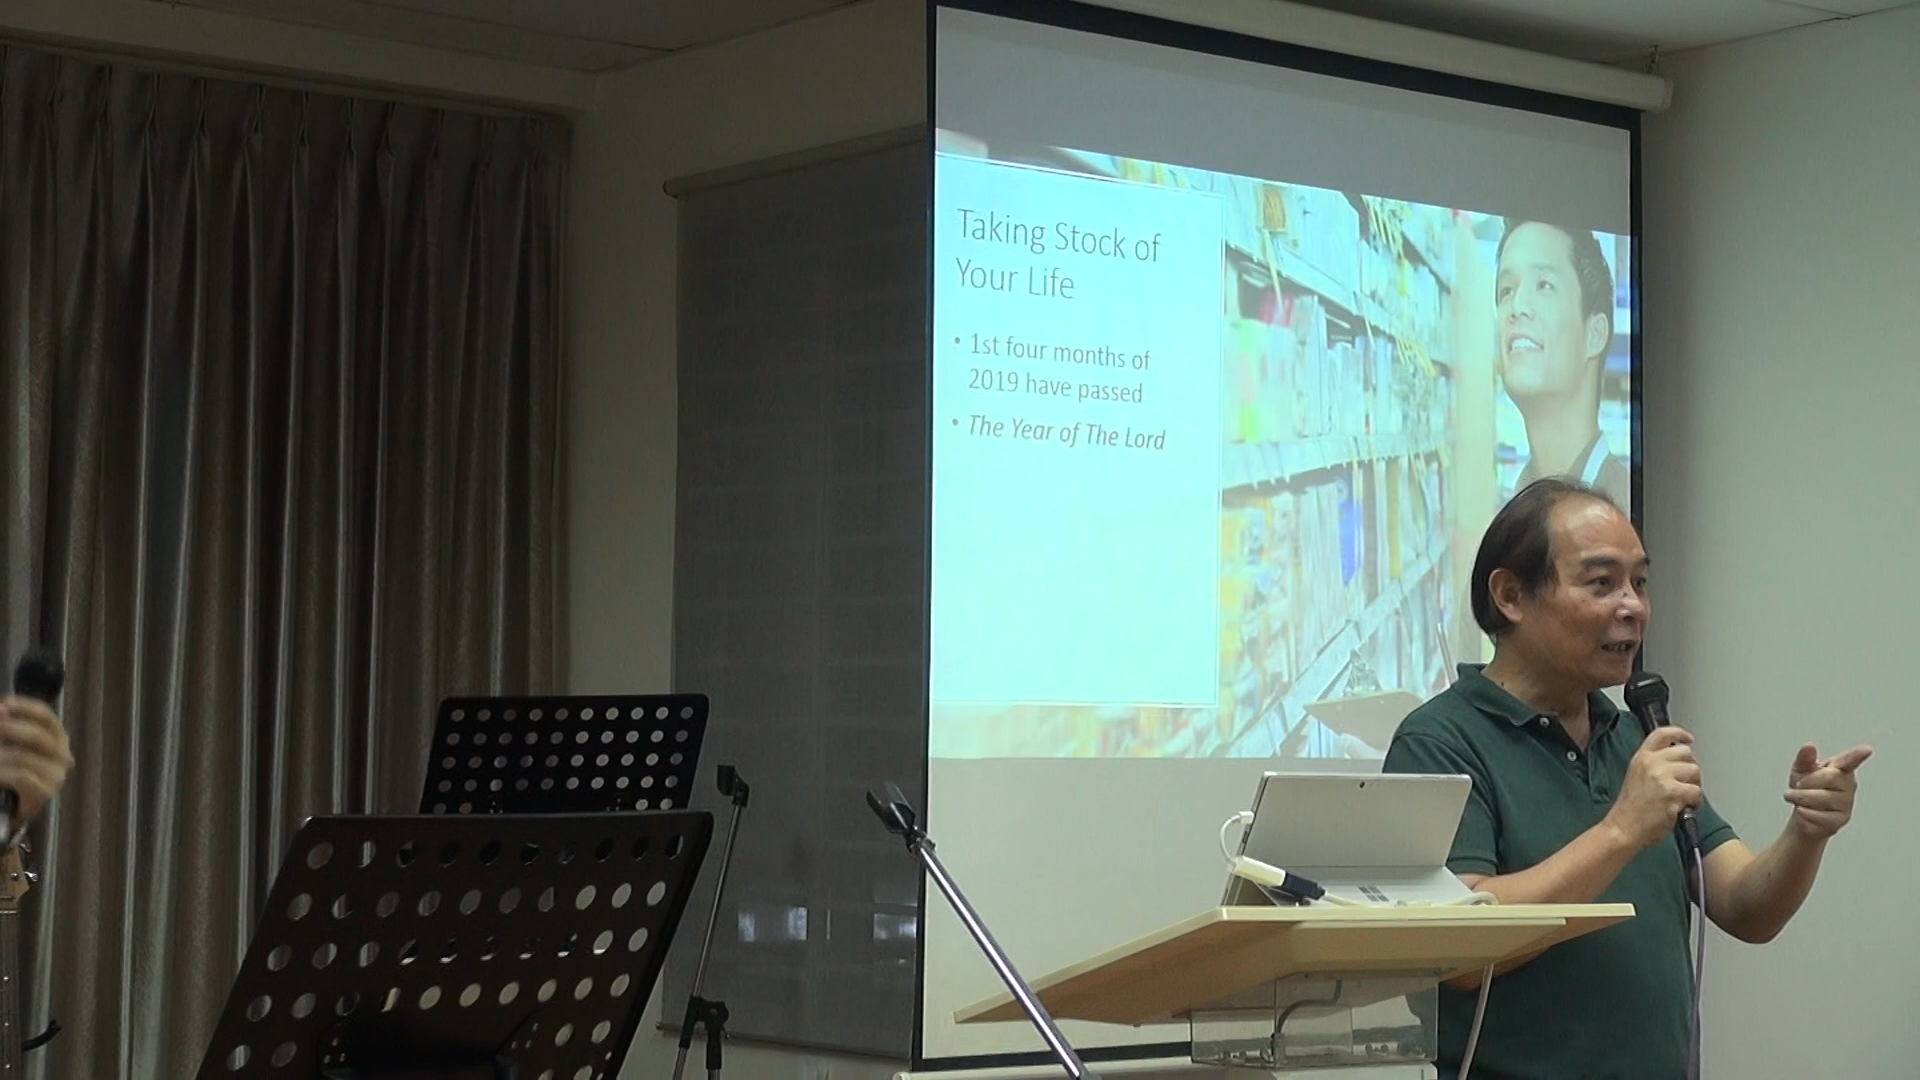 Taking Stock of
Your Life
• 1st four months of
2019 have passed
• The Year of The Lord